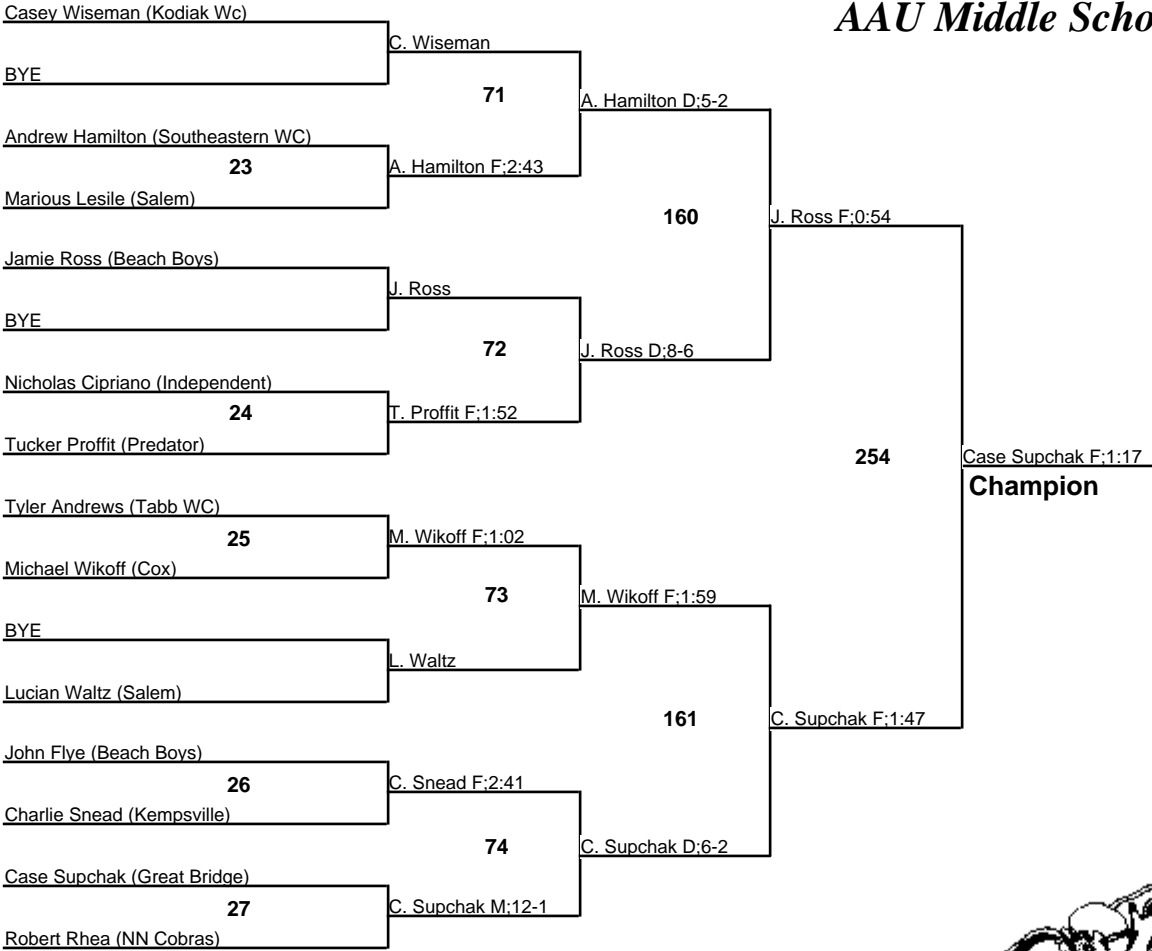 AAU Middle Scho
Casey Wiseman (Kodiak Wc)
C. Wiseman
BYE
71
A. Hamilton D;5-2
Andrew Hamilton (Southeastern WC)
23
A. Hamilton F;2:43
Marious Lesile (Salem)
160
J. Ross F;0:54
Jamie Ross (Beach Boys)
J. Ross
BYE
72
J. Ross D;8-6
Nicholas Cipriano (Independent)
24
T. Proffit F;1:52
Tucker Proffit (Predator)
254
Case Supchak F;1:17
Champion
Tyler Andrews (Tabb WC)
25
M. Wikoff F;1:02
Michael Wikoff (Cox)
73
M. Wikoff F;1:59
BYE
L. Waltz
Lucian Waltz (Salem)
161
C. Supchak F;1:47
John Flye (Beach Boys)
26
C. Snead F;2:41
Charlie Snead (Kempsville)
74
C. Supchak D;6-2
Case Supchak (Great Bridge)
27
C. Supchak M;12-1
Robert Rhea (NN Cobras)